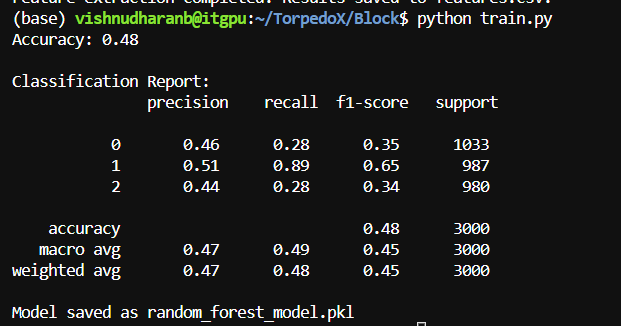 Feature extraction completed. Results saved to features.csv.
(base) vishnudharanb@itgpu:~/TorpedoX/Block$ python train.py
Accuracy: 0.48
Classification Report:
precision recall f1-score support
0 0.46 0.28 0.35 1033
1 0.51 0.89 0.65 987
2 0.44 0.28 0.34 980
accuracy 0.48 3000
macro avg 0.47 0.49 0.45 3000
weighted avg 0.47 0.48 0.45 3000
Model saved as random_forest_model.pkl